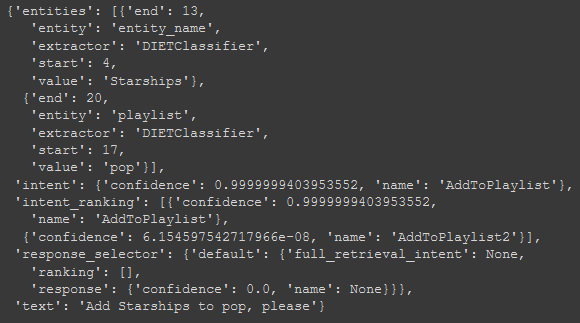 {'entities': [{'end': 13,
'entity': 'entity_name',
'extractor': 'DIETClassifier',
'start': 4,
'value': 'Starships'},
{'end': 20,
'entity': 'playlist',
'extractor': 'DIETClassifier',
'start': 17,
'value': 'pop'}],
'intent': {'confidence': 0.9999999403953552, 'name': 'AddToPlaylist'},
'intent_ranking': [{'confidence': 0.9999999403953552,
'name': 'AddToPlaylist'},
{'confidence': 6.154597542717966e-08, 'name': 'AddToPlaylist2'}],
'response_selector': {'default': {'full_retrieval_intent': None,
'ranking': [],
'response': {'confidence': 0.0, 'name': None}}},
'text': 'Add Starships to pop, please'}